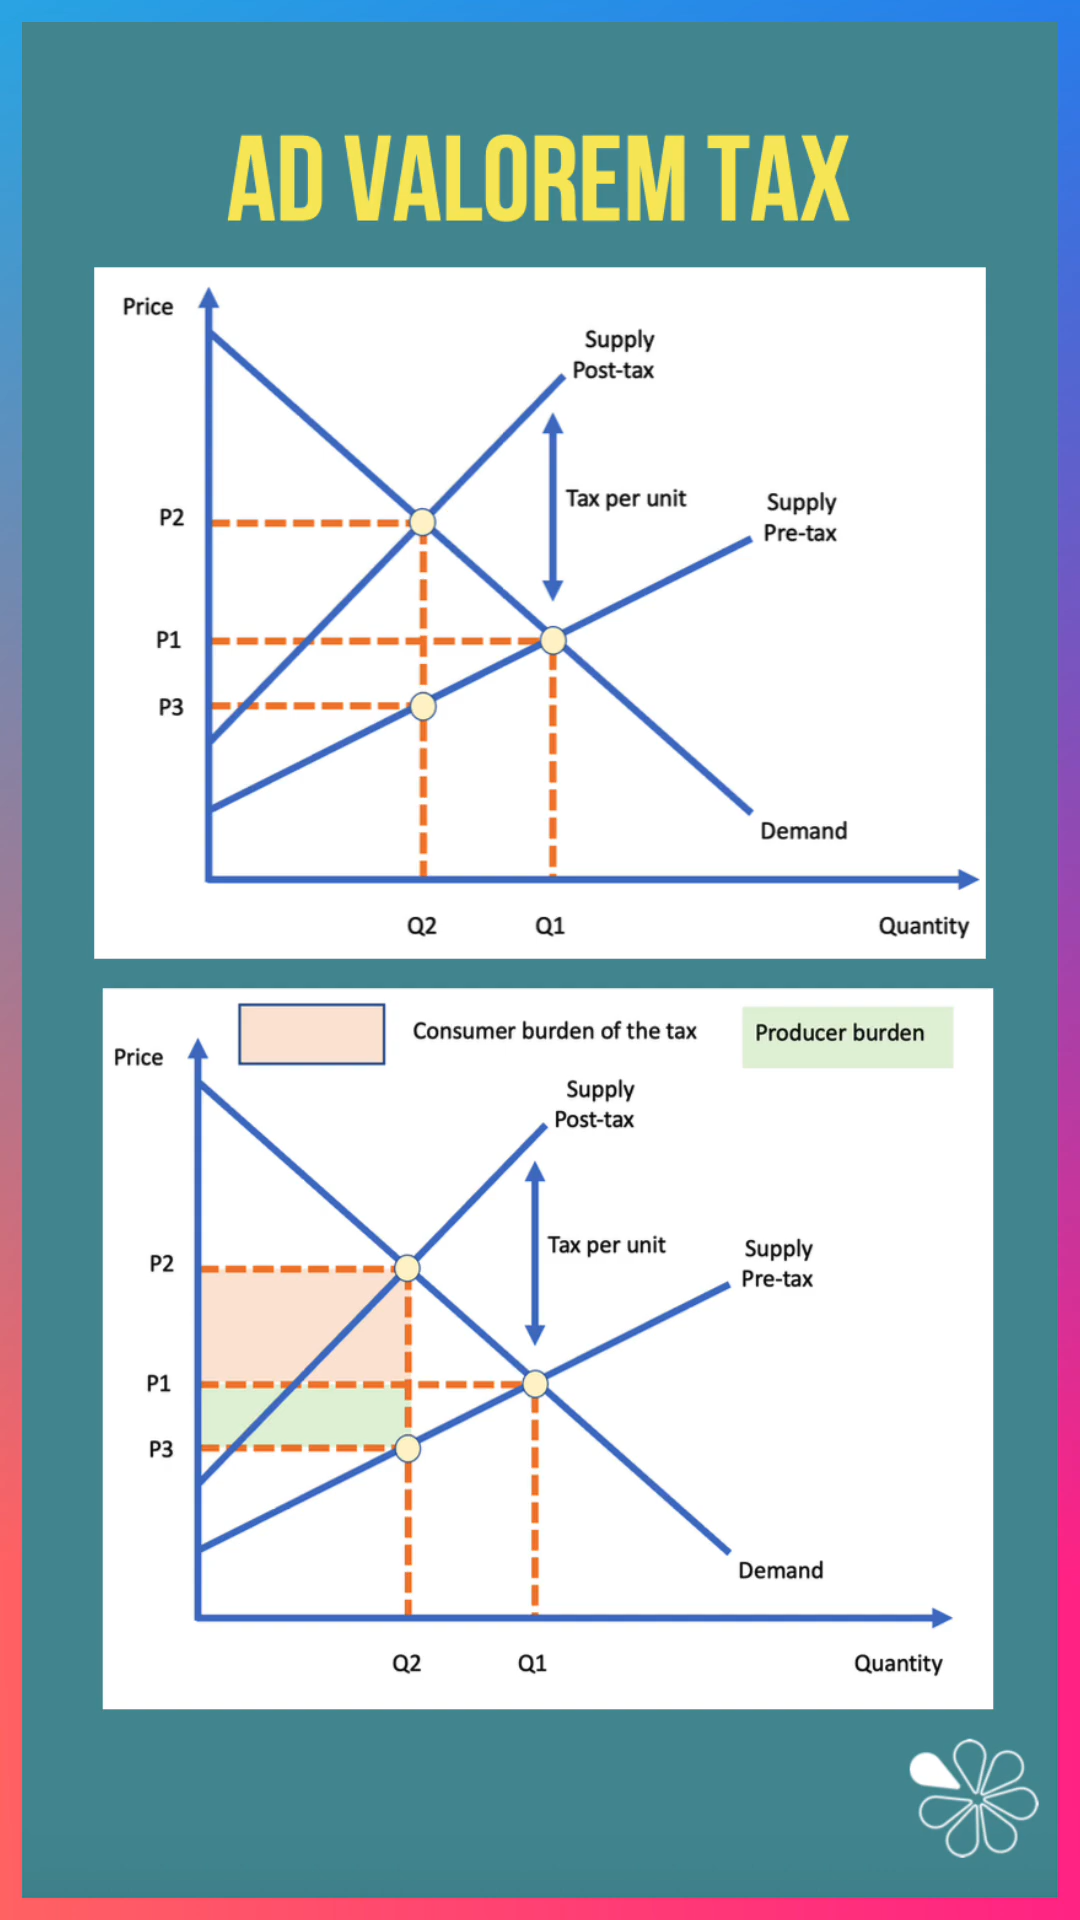 AD VALOREM TAX
Price
Supply
Post-tax
P2
Tax per unit
Supply
Pre-tax
P1
P3
Demand
Q2
Q1
Quantity
Consumer burden of the tax
Producer burden
Price
Supply
Post-tax
P2
Tax per unit
Supply
Pre-tax
P1
P3
Demand
Q2
Q1
Quantity